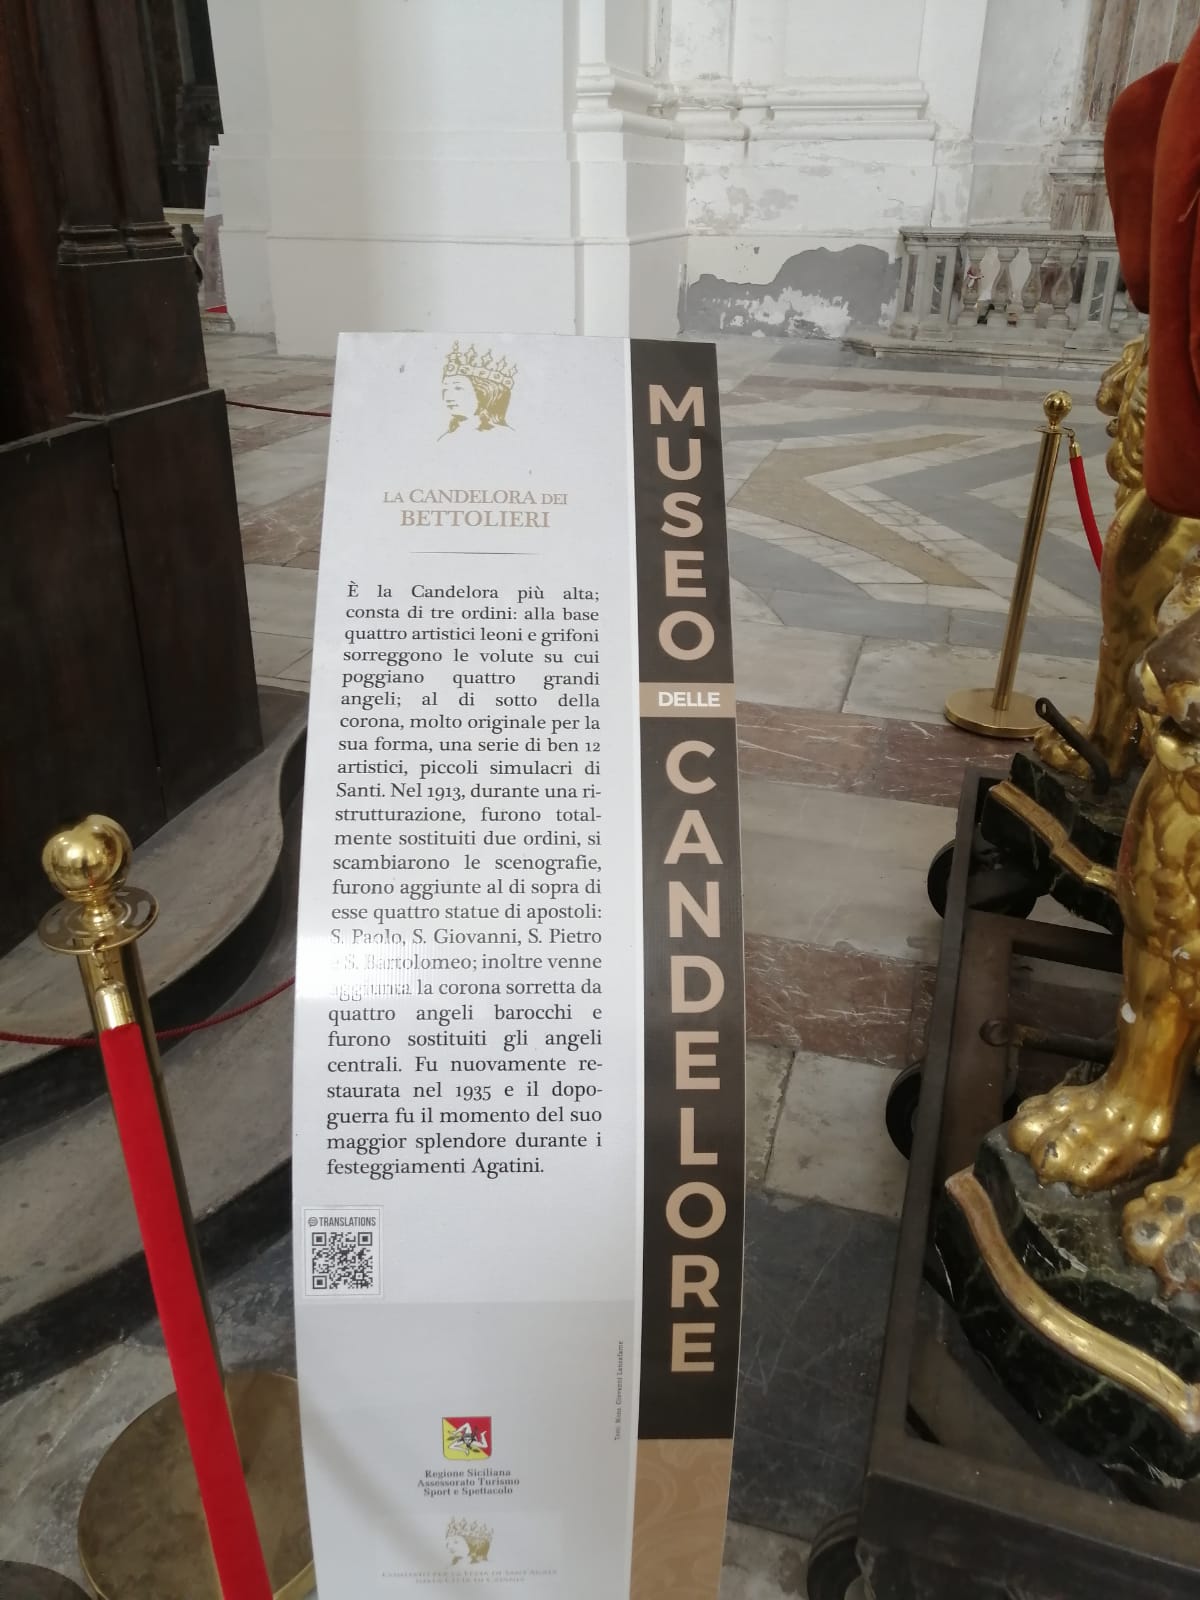 LA CANDELORA DEI
BETTOLIERI
È la Candelora più alta;
consta di tre ordini: alla base
quattro artistici leoni e grifoni
sorreggono le volute su cui
poggiano quattro grandi
angeli; al di sotto della
corona, molto originale per la
sua forma, una serie di ben 12
artistici, piccoli simulacri di
Santi. Nel 1913, durante una ri-
strutturazione, furono total-
mente sostituiti due ordini, si
scambiarono le scenografie,
furono aggiunte al di sopra di
esse quattro statue di apostoli:
S. Paolo, S. Giovanni, S. Pietro
e S. Bartolomeo; inoltre venne
aggiunta la corona sorretta da
quattro angeli barocchi e
furono sostituiti gli angeli
centrali. Fu nuovamente re-
staurata nel 1935 e il dopo-
guerra fu il momento del suo
maggior splendore durante i
festeggiamenti Agatini.
TRANSLATIONS
Regione Siciliana
Assessorato Turismo
Sport e Spettacolo
MUSEO
DELLE
CANDELORE